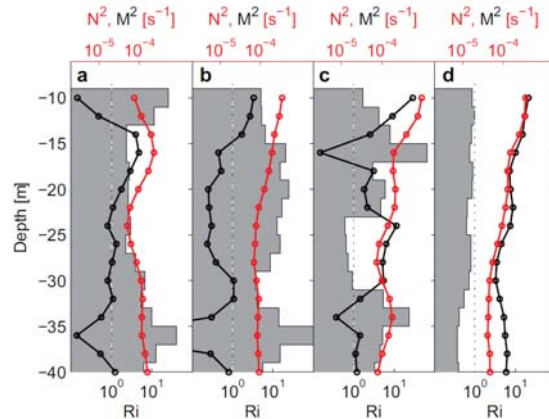 N², M² [s⁻¹] N², M² [s⁻¹] N², M² [s⁻¹] N², M² [s⁻¹]
10⁻⁵ 10⁻⁴ 10⁻⁵ 10⁻⁴ 10⁻⁵ 10⁻⁴ 10⁻⁵ 10⁻⁴
a b c d
−10
−15
−20
Depth [m]
−25
−30
−35
−40
10⁰ 10¹ 10⁰ 10¹ 10⁰ 10¹ 10⁰ 10¹
Ri Ri Ri Ri